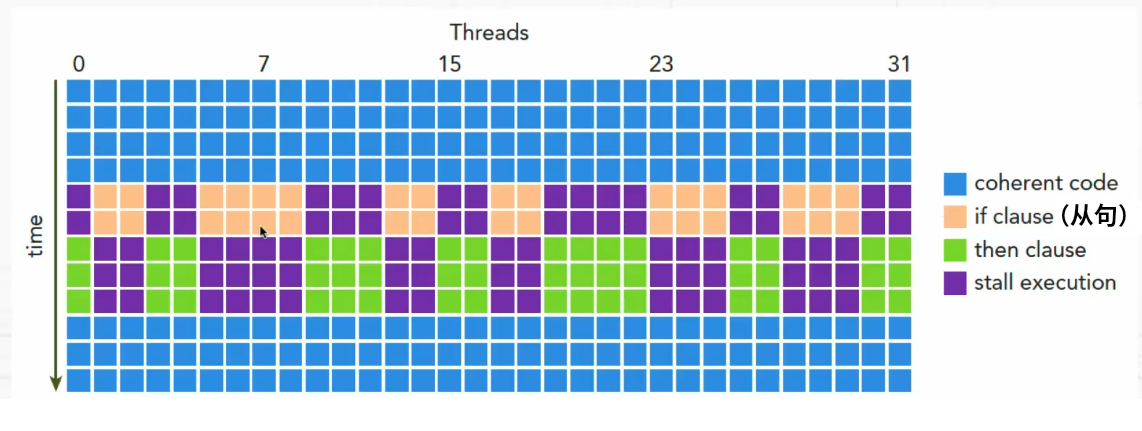 Threads
0 7 15 23 31
time
coherent code
if clause (从句)
then clause
stall execution